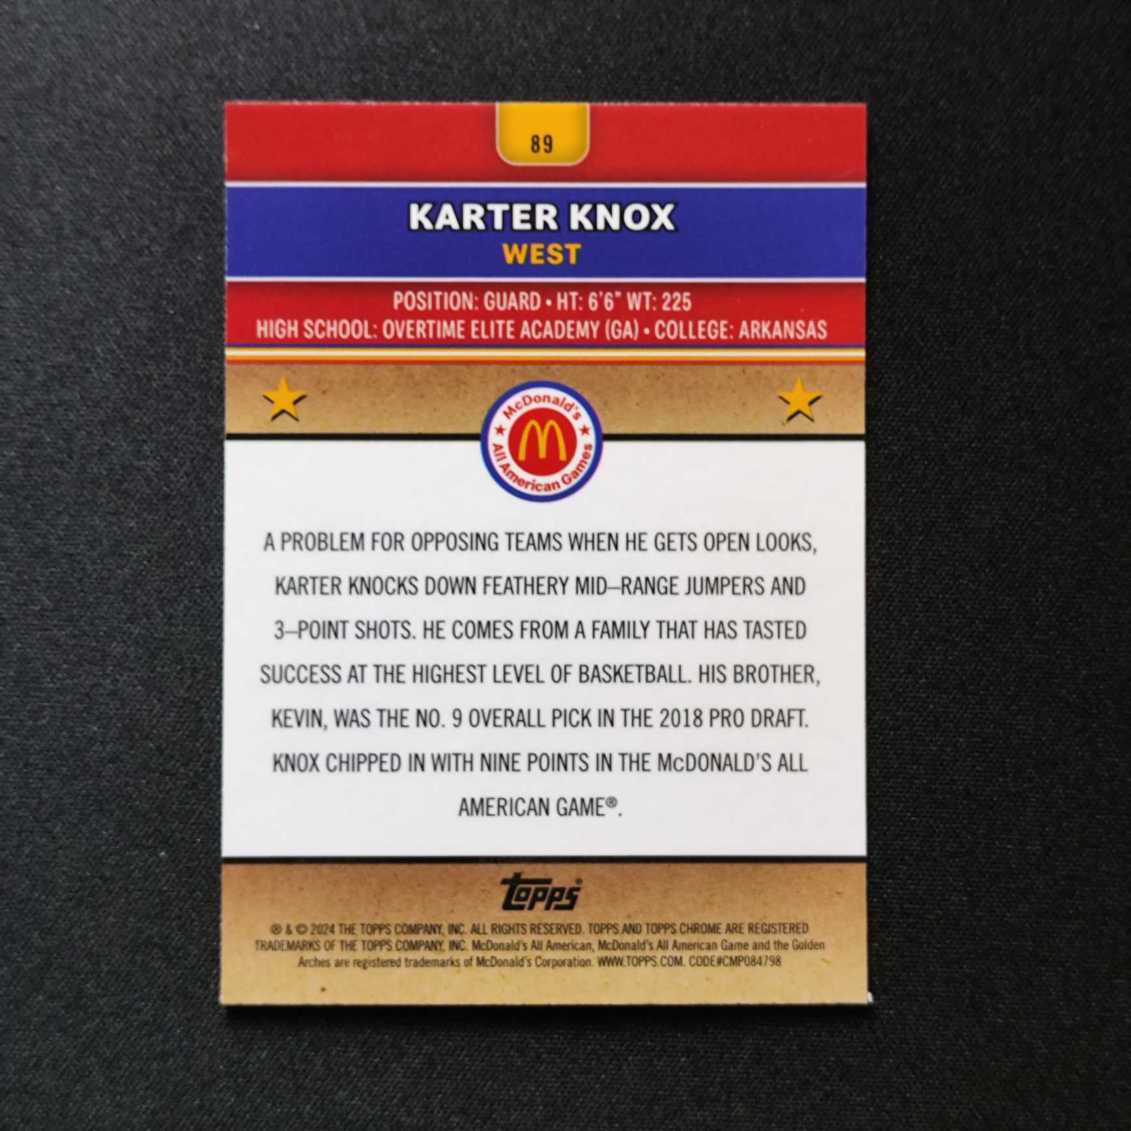 89
KARTER KNOX
WEST
POSITION: GUARD • HT: 6'6" WT: 225
HIGH SCHOOL: OVERTIME ELITE ACADEMY (GA) • COLLEGE: ARKANSAS
McDonald's
All American Games
A PROBLEM FOR OPPOSING TEAMS WHEN HE GETS OPEN LOOKS,
KARTER KNOCKS DOWN FEATHERY MID–RANGE JUMPERS AND
3–POINT SHOTS. HE COMES FROM A FAMILY THAT HAS TASTED
SUCCESS AT THE HIGHEST LEVEL OF BASKETBALL. HIS BROTHER,
KEVIN, WAS THE NO. 9 OVERALL PICK IN THE 2018 PRO DRAFT.
KNOX CHIPPED IN WITH NINE POINTS IN THE McDONALD'S ALL
AMERICAN GAME®.
Topps®
® & © 2024 THE TOPPS COMPANY, INC. ALL RIGHTS RESERVED. TOPPS AND TOPPS CHROME ARE REGISTERED
TRADEMARKS OF THE TOPPS COMPANY, INC. McDonald's All American, McDonald's All American Game and the Golden
Arches are registered trademarks of McDonald's Corporation. WWW.TOPPS.COM. CODE#CMP084798